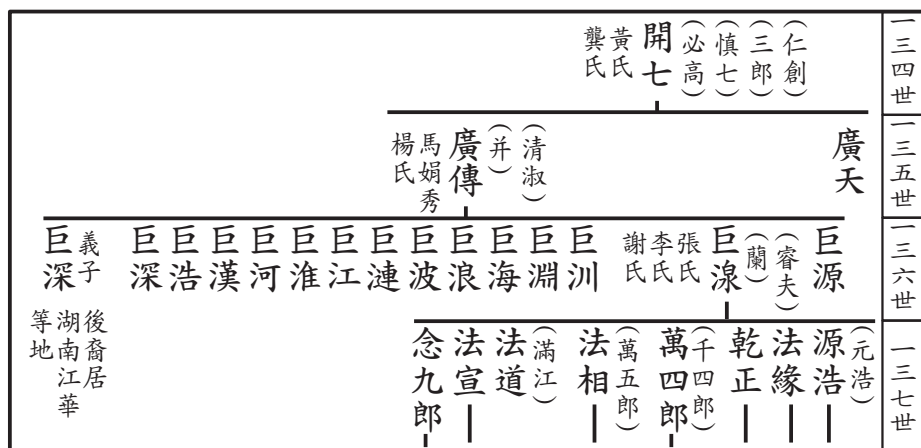 一三四世
（仁創）
（三郎）
（慎七）
（必高）
開七
黃氏
龔氏
一三五世
廣天
（清淑）
（并）
廣傳
馬娟秀
楊氏
一三六世
巨源
（睿夫）
（蘭）
巨湶
張氏
李氏
謝氏
巨汌
巨淵
巨海
巨浪
巨波
巨連
巨江
巨淮
巨河
巨漢
巨浩
巨深
義子
巨深
後裔居
湖南江華
等地
一三七世
（元浩）
源浩
法緣
乾正
（千四郎）
萬四郎
（萬五郎）
法相
（滿江）
法道
法宣
念九郎